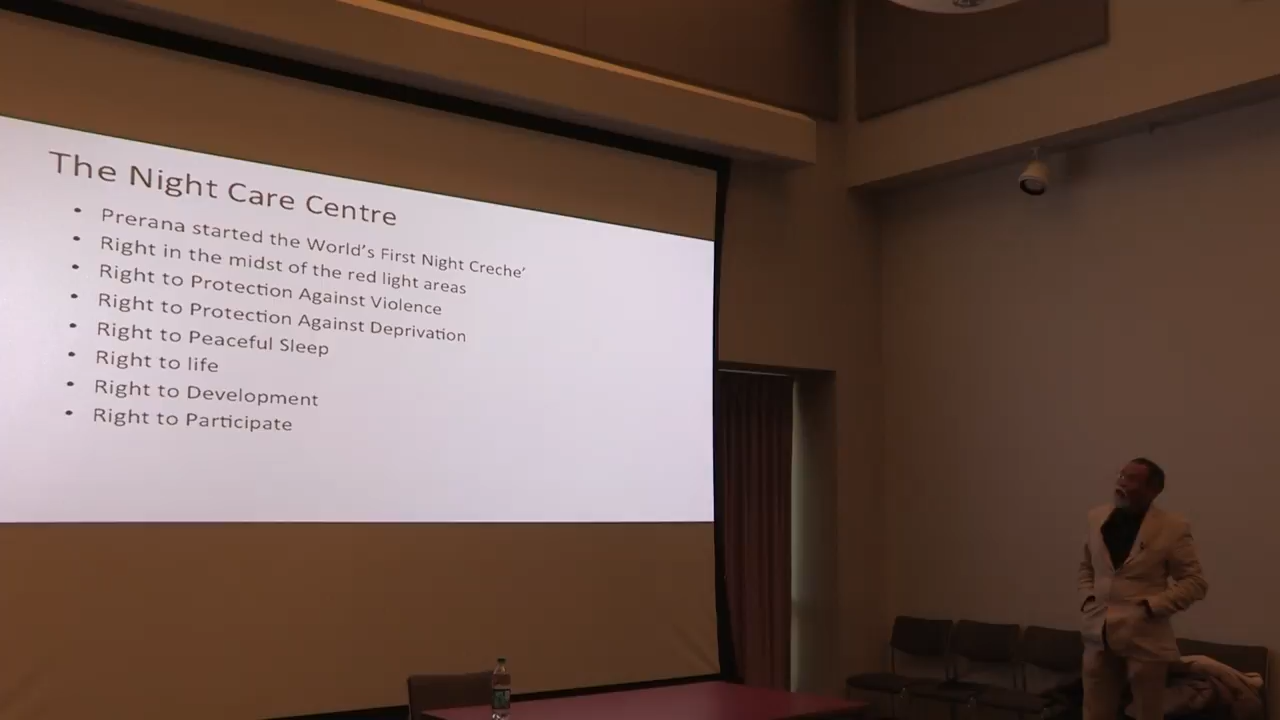 The Night Care Centre
• Prerana started the World's First Night Creche'
• Right in the midst of the red light areas
• Right to Protection Against Violence
• Right to Protection Against Deprivation
• Right to Peaceful Sleep
• Right to life
• Right to Development
• Right to Participate